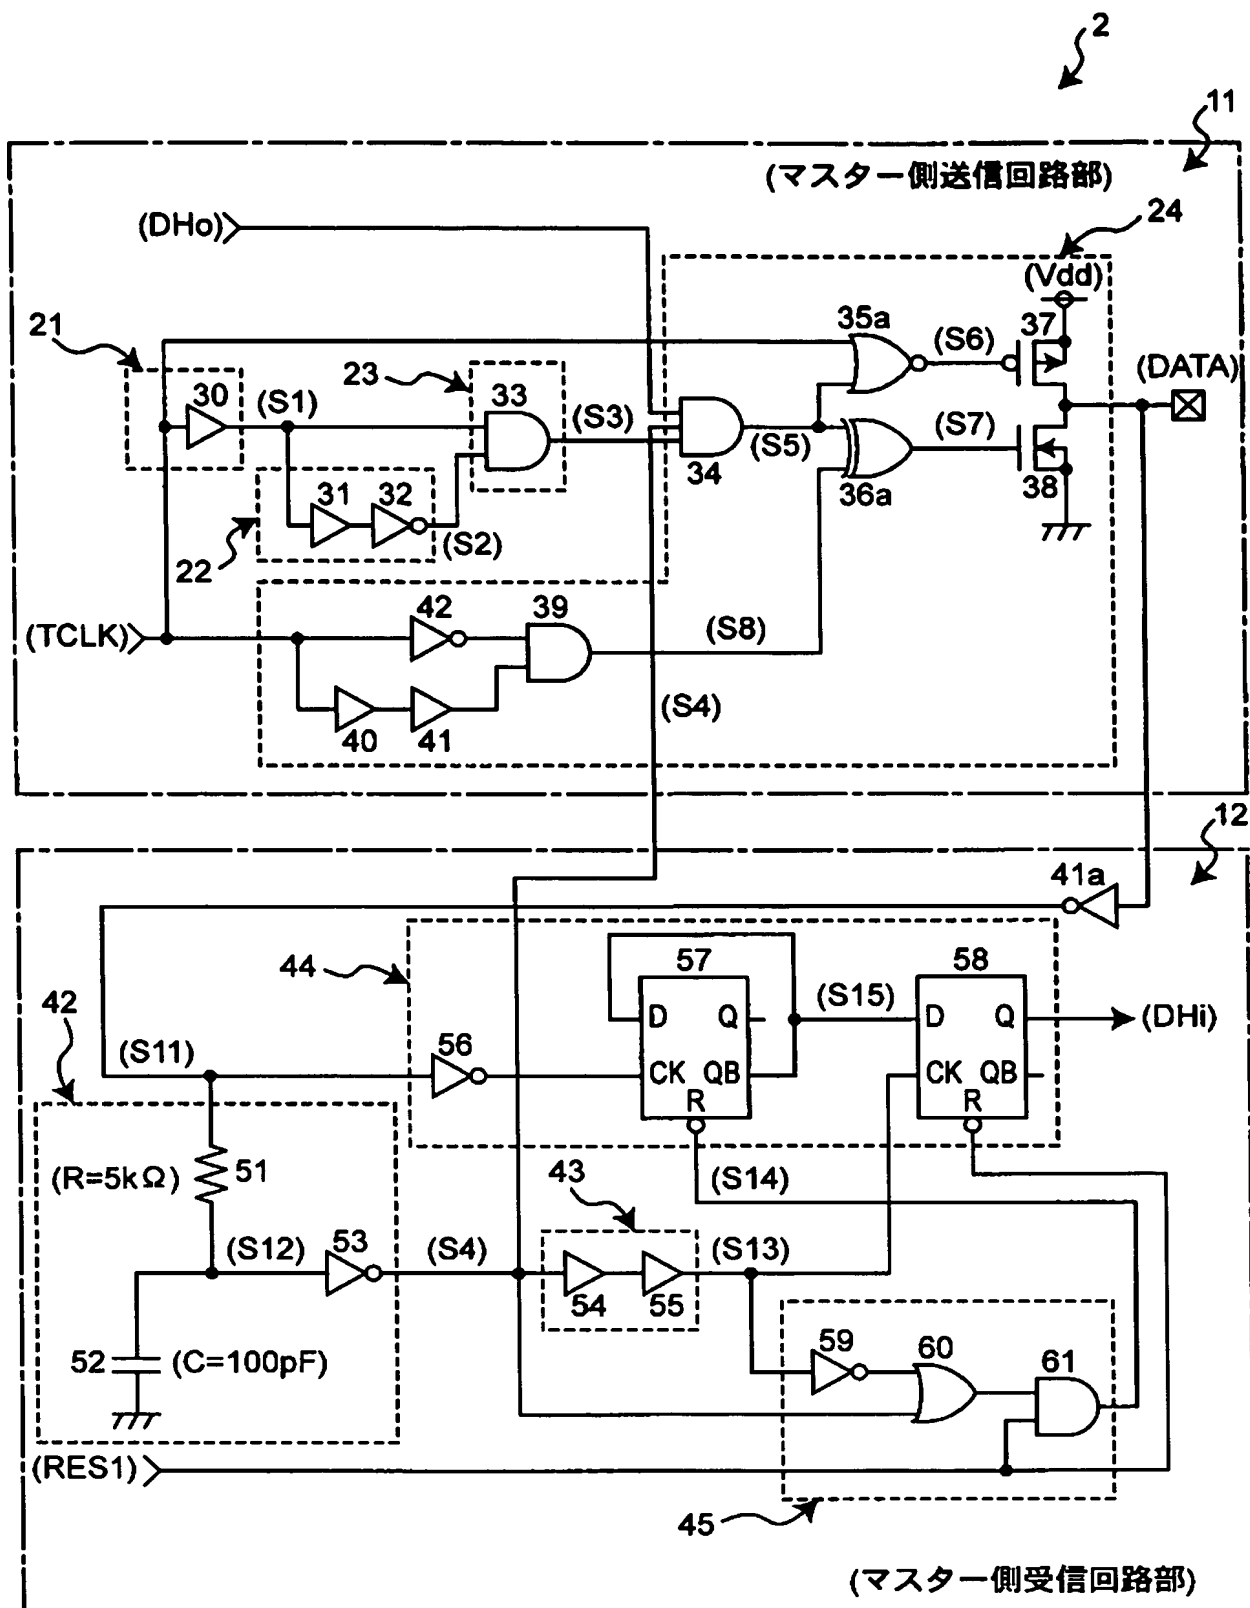 2
11
(マスター側送信回路部)
(DHo)
24
(Vdd)
21
35a
(S6)
37
(DATA)
23
30
(S1)
33
(S3)
(S5)
(S7)
34
36a
38
31
32
(S2)
22
42
39
(TCLK)
(S8)
(S4)
40
41
12
41a
44
57
58
42
(S15)
D
Q
D
Q
(DHi)
(S11)
56
CK
QB
CK
QB
R
R
(R=5kΩ)
51
43
(S14)
(S12)
53
(S4)
(S13)
54
55
59
60
61
52
(C=100pF)
(RES1)
45
(マスター側受信回路部)